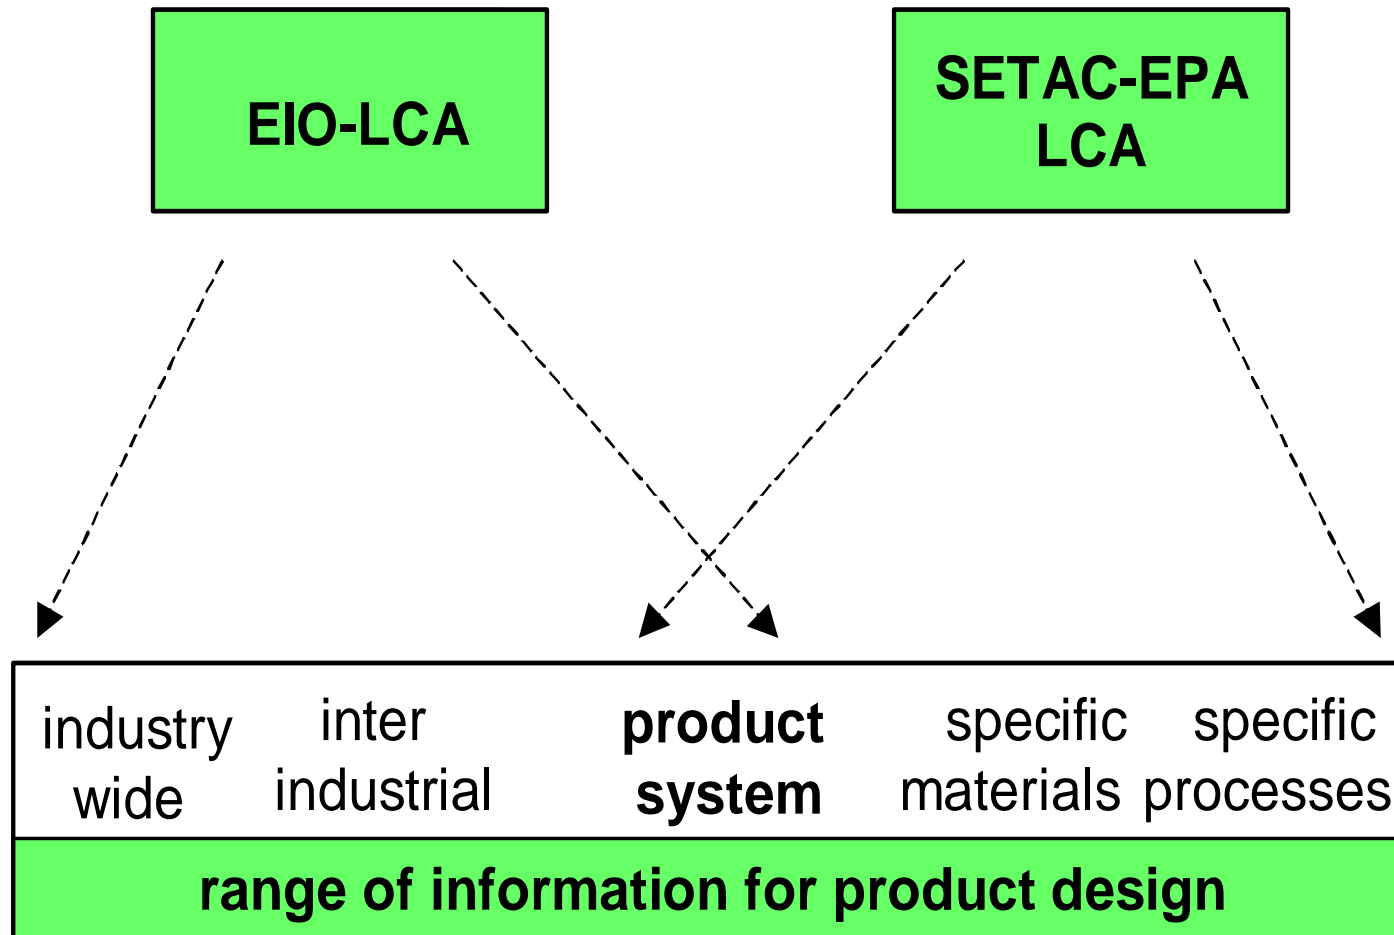 EIO-LCA
SETAC-EPA
LCA
industry
wide
inter
industrial
product
system
specific
materials
specific
processes
range of information for product design